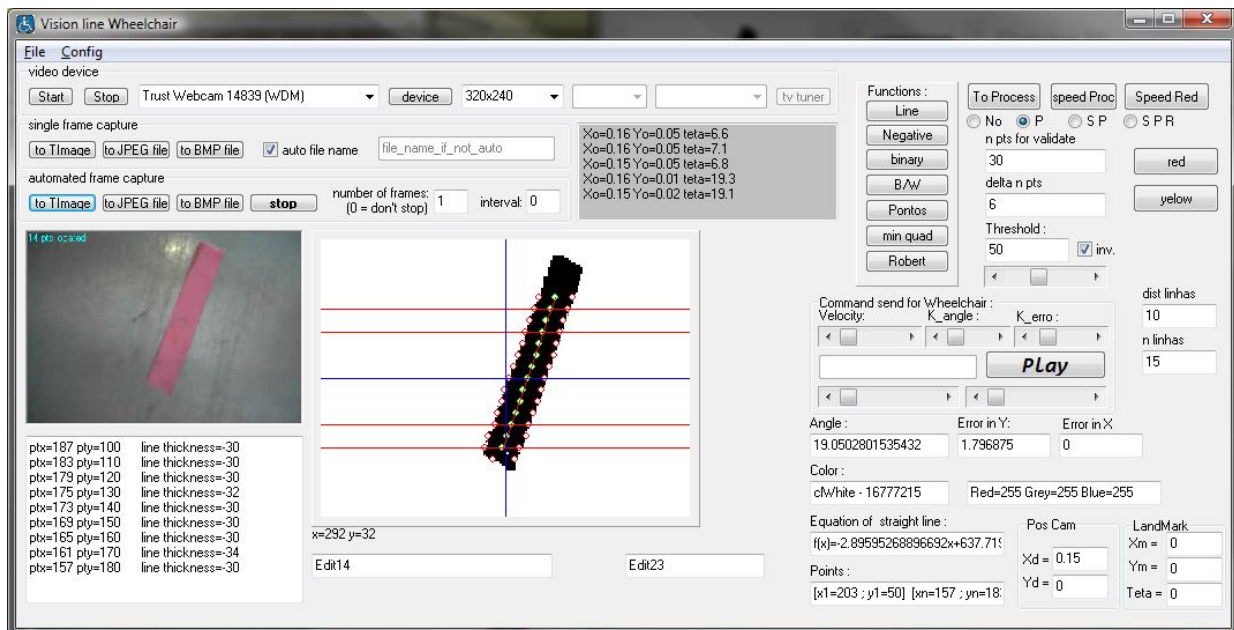 Vision line Wheelchair
File Config
video device
Start Stop Trust Webcam 14839 (WDM) device 320x240 tv tuner
single frame capture
to TImage to JPEG file to BMP file auto file name file_name_if_not_auto
automated frame capture
to TImage to JPEG file to BMP file stop number of frames: 1 interval: 0
(0 = don't stop)
Xo=0.16 Yo=0.05 teta=6.6
Xo=0.16 Yo=0.05 teta=7.1
Xo=0.15 Yo=0.05 teta=6.8
Xo=0.16 Yo=0.01 teta=19.3
Xo=0.15 Yo=0.02 teta=19.1
Functions :
Line
Negative
binary
B/W
Pontos
min quad
Robert
To Process speed Proc Speed Red
No P S P S P R
n pts for validate
30
delta n pts
6
Threshold :
50 inv.
red
yelow
dist linhas
10
n linhas
15
14 pts
Command send for Wheelchair :
Velocity: K_angle : K_erro :
Play
Angle : Error in Y: Error in X
19.0502801535432 1.796875 0
Color :
clWhite - 16777215 Red=255 Grey=255 Blue=255
Equation of straight line :
f(x)=-2.89595268896692x+637.719
Points :
[x1=203 ; y1=50] [xn=157 ; yn=18
Pos Cam
Xd = 0.15
Yd = 0
LandMark
Xm = 0
Ym = 0
Teta = 0
ptx=187 pty=100 line thickness=-30
ptx=183 pty=110 line thickness=-30
ptx=179 pty=120 line thickness=-30
ptx=175 pty=130 line thickness=-32
ptx=173 pty=140 line thickness=-30
ptx=169 pty=150 line thickness=-30
ptx=165 pty=160 line thickness=-30
ptx=161 pty=170 line thickness=-34
ptx=157 pty=180 line thickness=-30
x=292 y=32
Edit14 Edit23